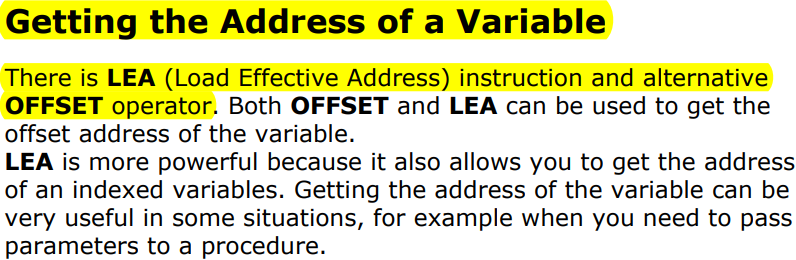 Getting the Address of a Variable
There is LEA (Load Effective Address) instruction and alternative
OFFSET operator. Both OFFSET and LEA can be used to get the
offset address of the variable.
LEA is more powerful because it also allows you to get the address
of an indexed variables. Getting the address of the variable can be
very useful in some situations, for example when you need to pass
parameters to a procedure.